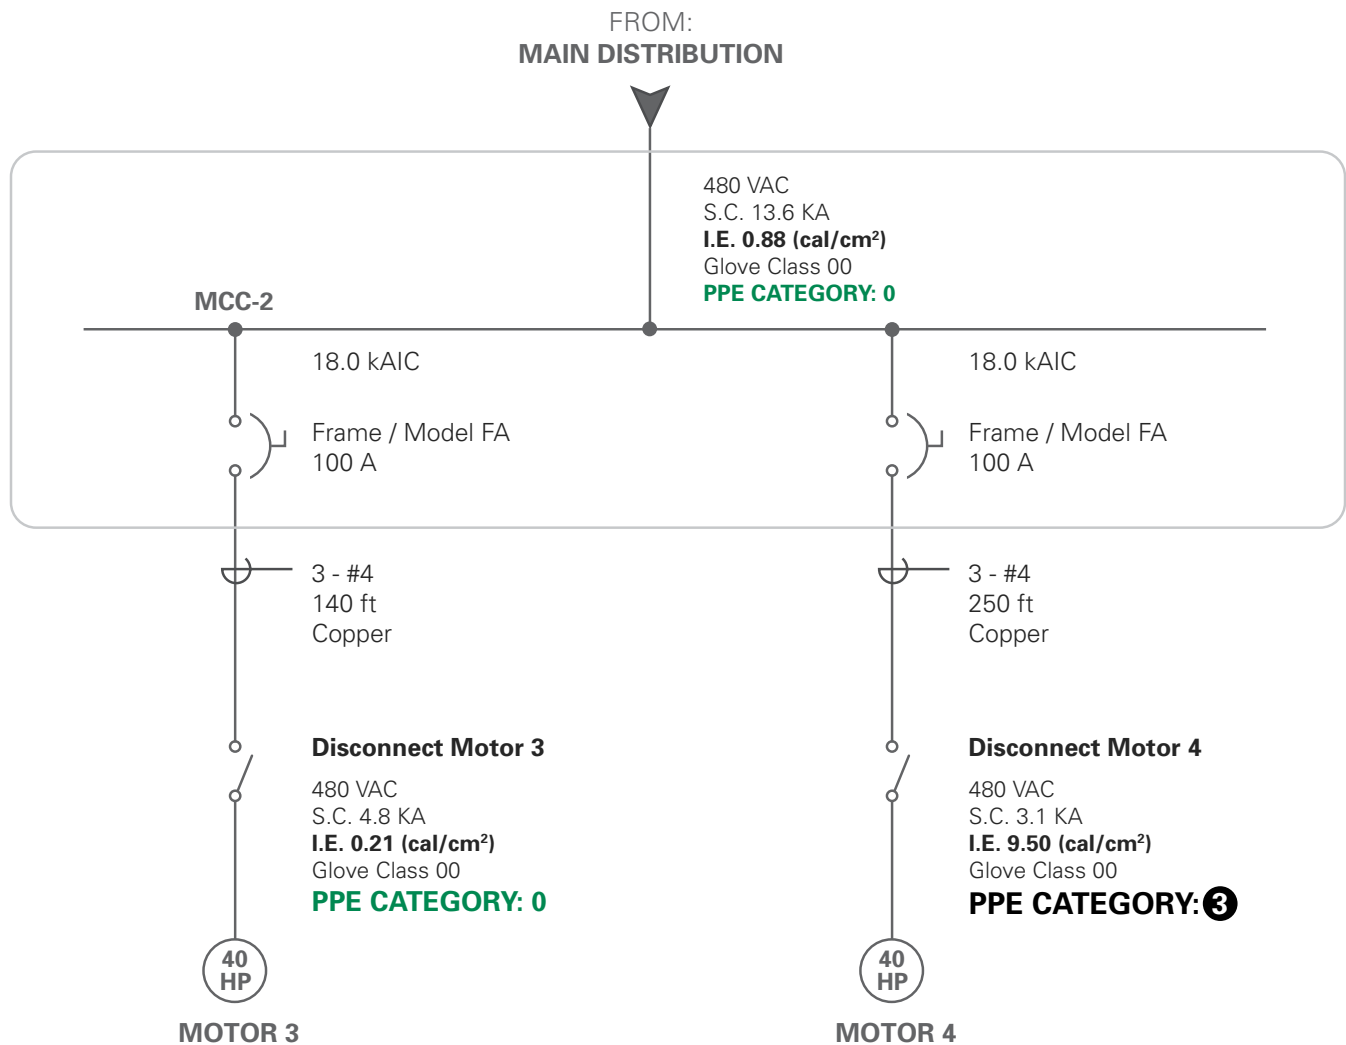 FROM:
MAIN DISTRIBUTION
480 VAC
S.C. 13.6 KA
I.E. 0.88 (cal/cm²)
Glove Class 00
PPE CATEGORY: 0
MCC-2
18.0 kAIC
Frame / Model FA
100 A
18.0 kAIC
Frame / Model FA
100 A
3 - #4
140 ft
Copper
3 - #4
250 ft
Copper
Disconnect Motor 3
480 VAC
S.C. 4.8 KA
I.E. 0.21 (cal/cm²)
Glove Class 00
PPE CATEGORY: 0
Disconnect Motor 4
480 VAC
S.C. 3.1 KA
I.E. 9.50 (cal/cm²)
Glove Class 00
PPE CATEGORY: 3
40
HP
MOTOR 3
40
HP
MOTOR 4